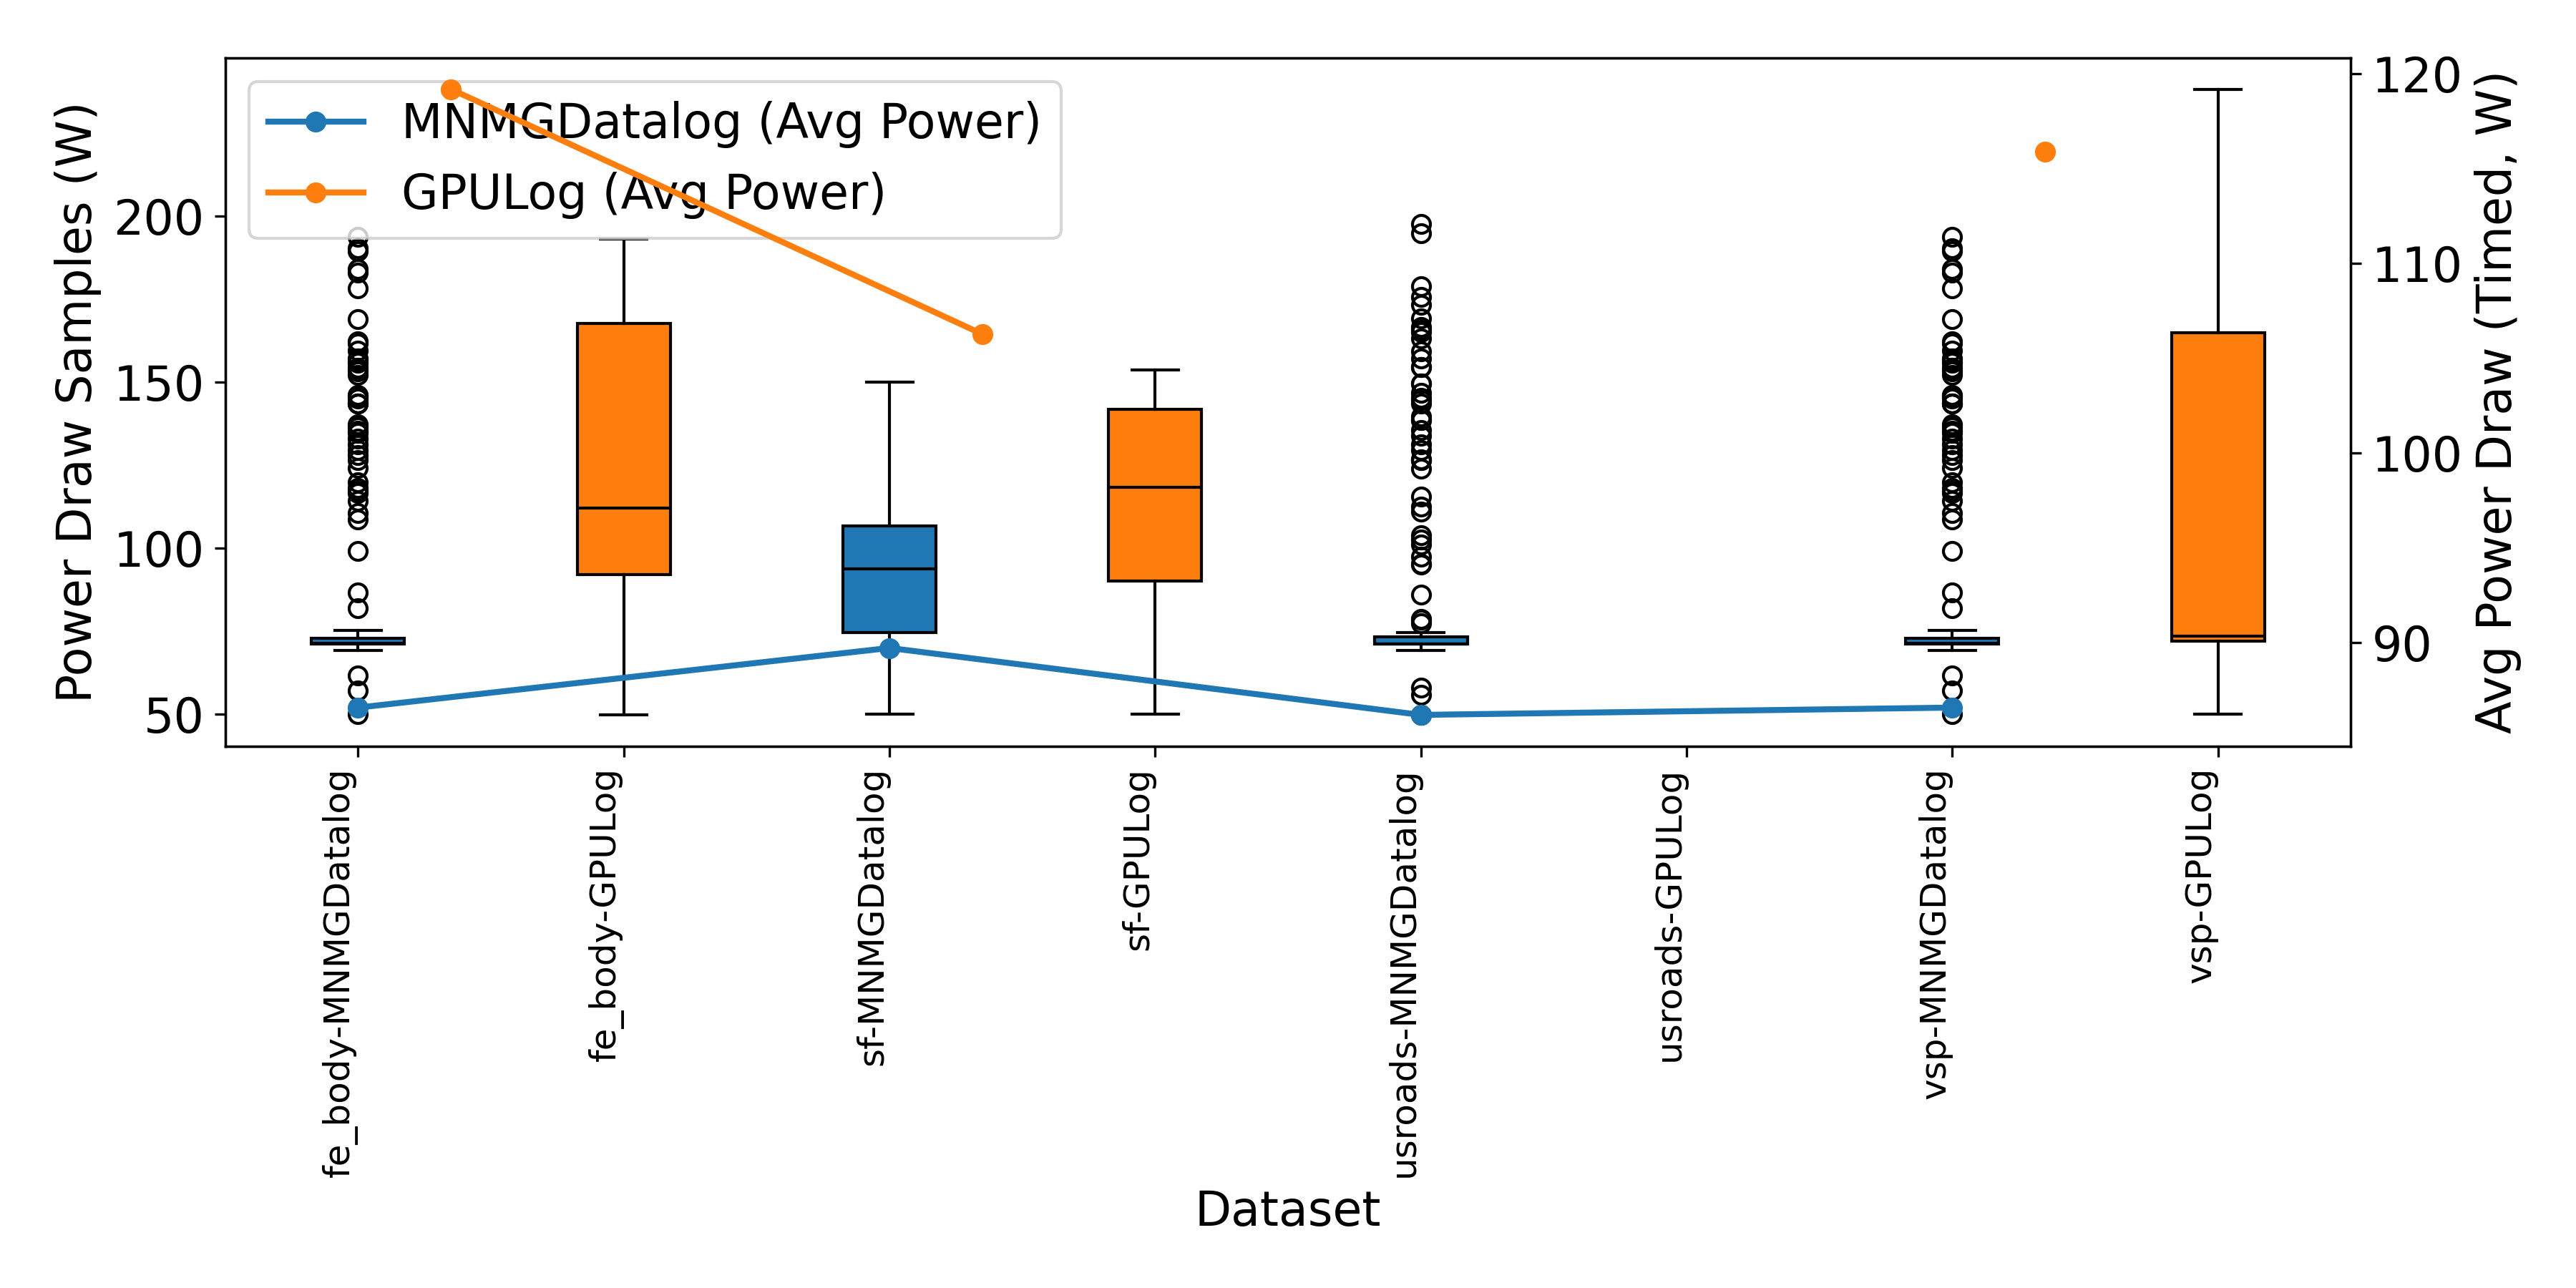 MNMGDatalog (Avg Power)
GPULog (Avg Power)
Power Draw Samples (W)
200
150
100
50
120
110
100
90
Avg Power Draw (Timed, W)
fe_body-MNMGDatalog
fe_body-GPULog
sf-MNMGDatalog
sf-GPULog
usroads-MNMGDatalog
usroads-GPULog
vsp-MNMGDatalog
vsp-GPULog
Dataset